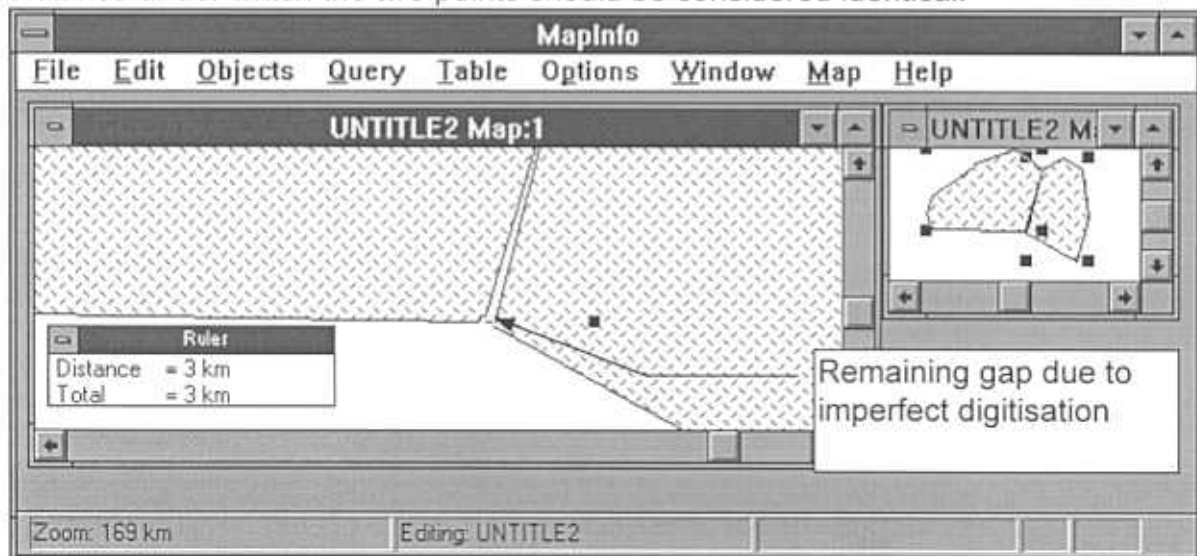 MapInfo
File Edit Objects Query Table Options Window Map Help
UNTITLE2 Map:1
UNTITLE2 M
Ruler
Distance = 3 km
Total = 3 km
Remaining gap due to
imperfect digitisation
Zoom: 169 km
Editing: UNTITLE2